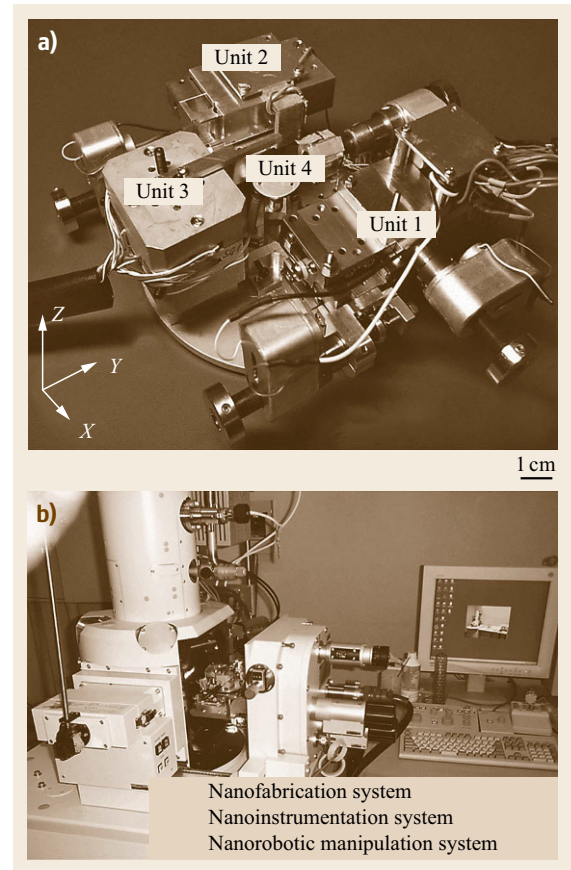 a)
Unit 2
Unit 4
Unit 3
Unit 1
Z
Y
X
1 cm
b)
Nanofabrication system
Nanoinstrumentation system
Nanorobotic manipulation system